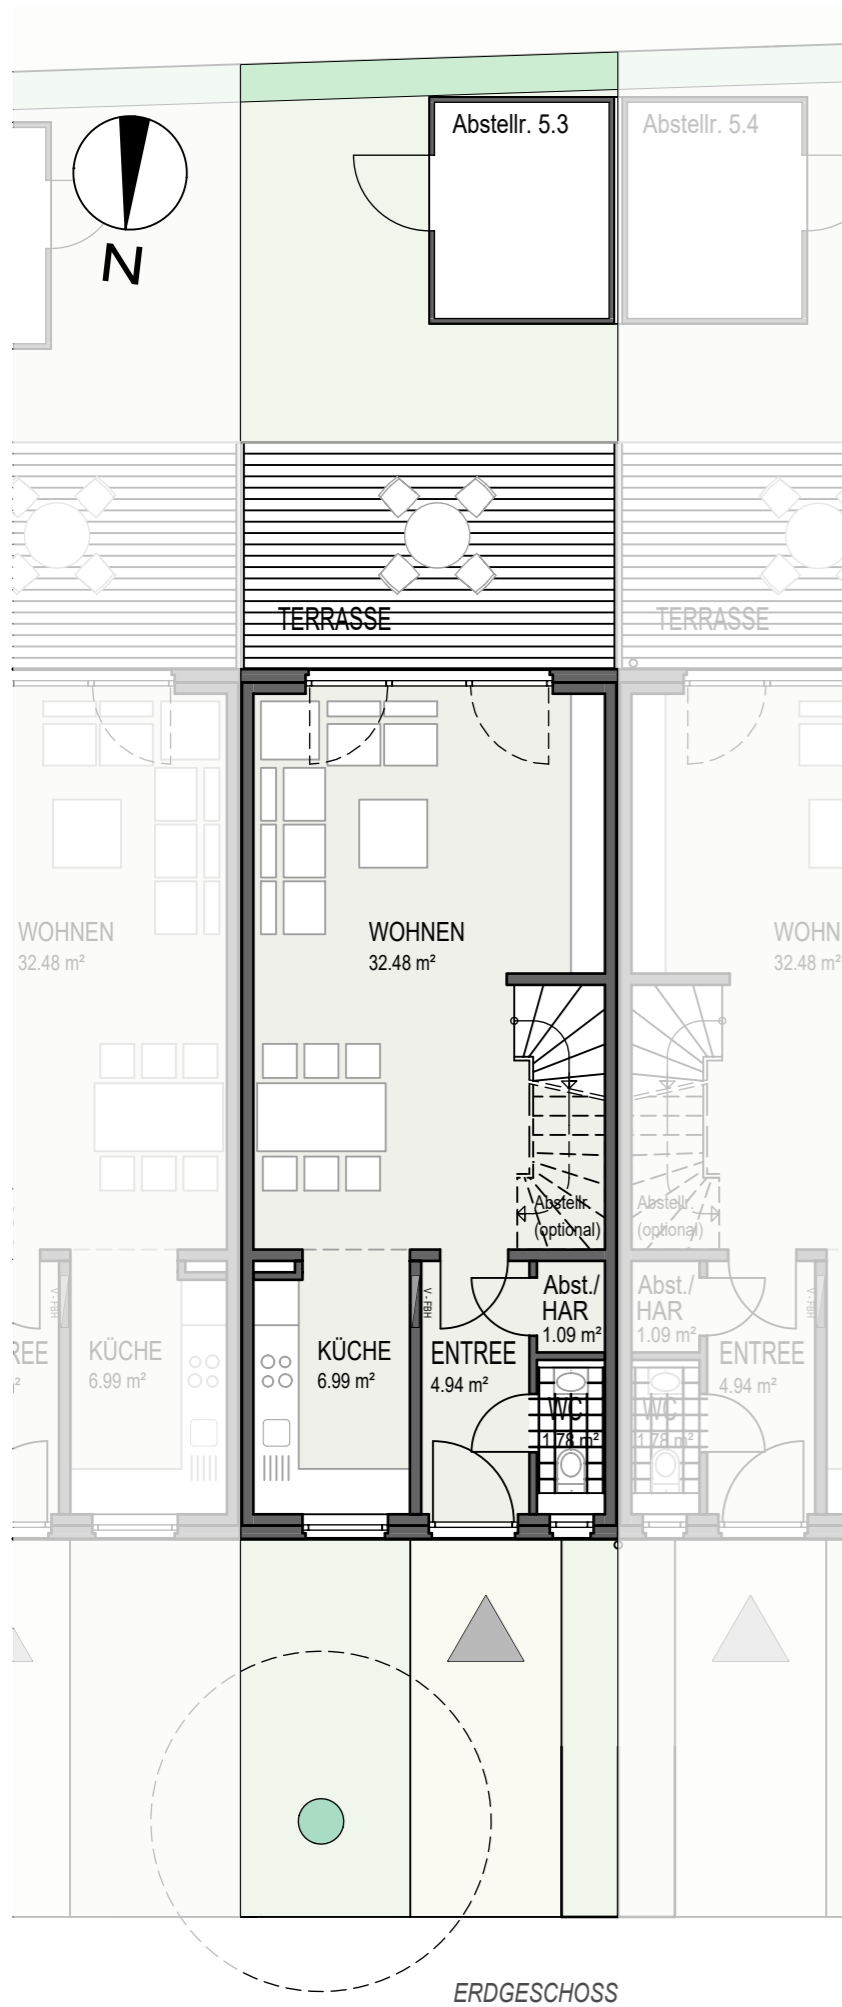 Abstellr. 5.3
Abstellr. 5.4
N
TERRASSE
TERRASSE
WOHNEN
32.48 m²
WOHNEN
32.48 m²
WOHN
32.48 m²
Abstellr.
(optional)
Abstellr.
(optional)
V - FBH
V - FBH
Abst./
HAR
1.09 m²
Abst./
HAR
1.09 m²
REE
m²
KÜCHE
6.99 m²
KÜCHE
6.99 m²
ENTREE
4.94 m²
ENTREE
4.94 m²
WC
1.78 m²
WC
1.78 m²
ERDGESCHOSS